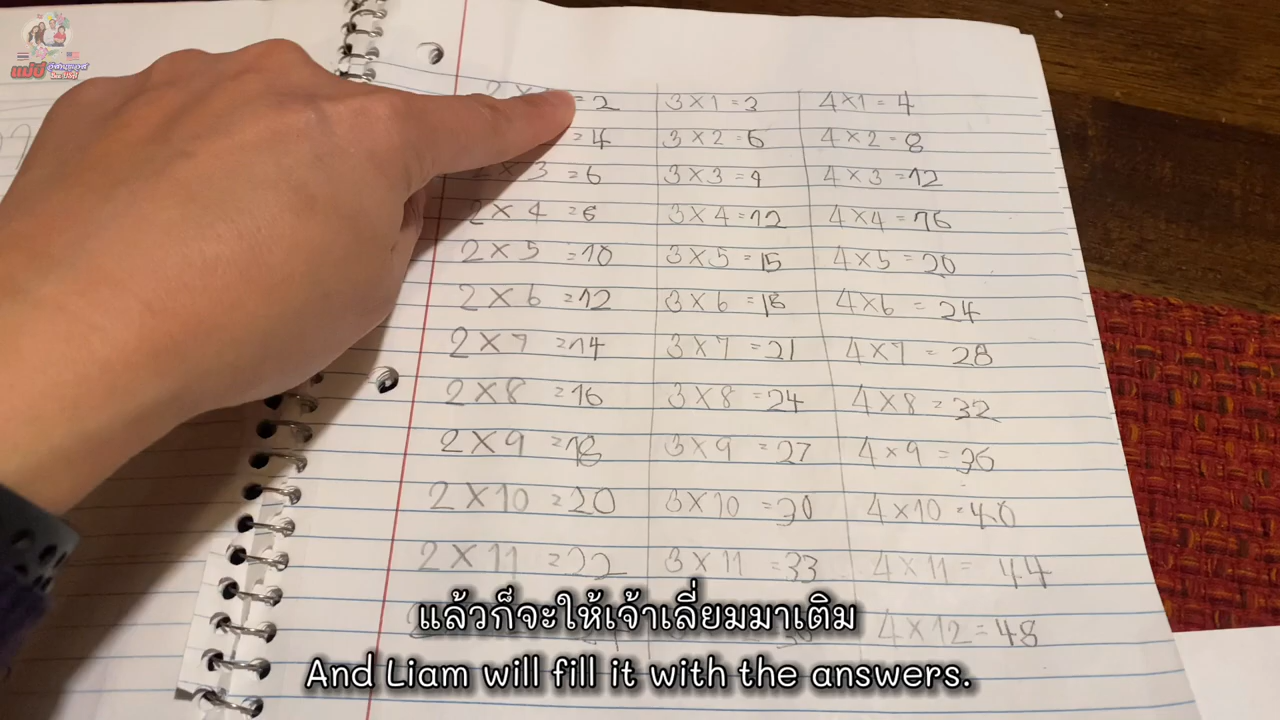 แม่บี
= 2 3 X 1 = 3 4 X 1 = 4
= 4 3 X 2 = 6 4 X 2 = 8
2 X 3 = 6 3 X 3 = 9 4 X 3 = 12
2 X 4 = 6 3 X 4 = 12 4 X 4 = 16
2 X 5 = 10 3 X 5 = 15 4 X 5 = 20
2 X 6 = 12 3 X 6 = 18 4 X 6 = 24
2 X 7 = 14 3 X 7 = 21 4 X 7 = 28
2 X 8 = 16 3 X 8 = 24 4 X 8 = 32
2 X 9 = 18 3 X 9 = 27 4 X 9 = 36
2 X 10 = 20 3 X 10 = 30 4 X 10 = 40
2 X 11 = 22 3 X 11 = 33 4 X 11 = 44
4 X 12 = 48
แล้วก็จะให้เจ้าเลี่ยมมาเติม
And Liam will fill it with the answers.